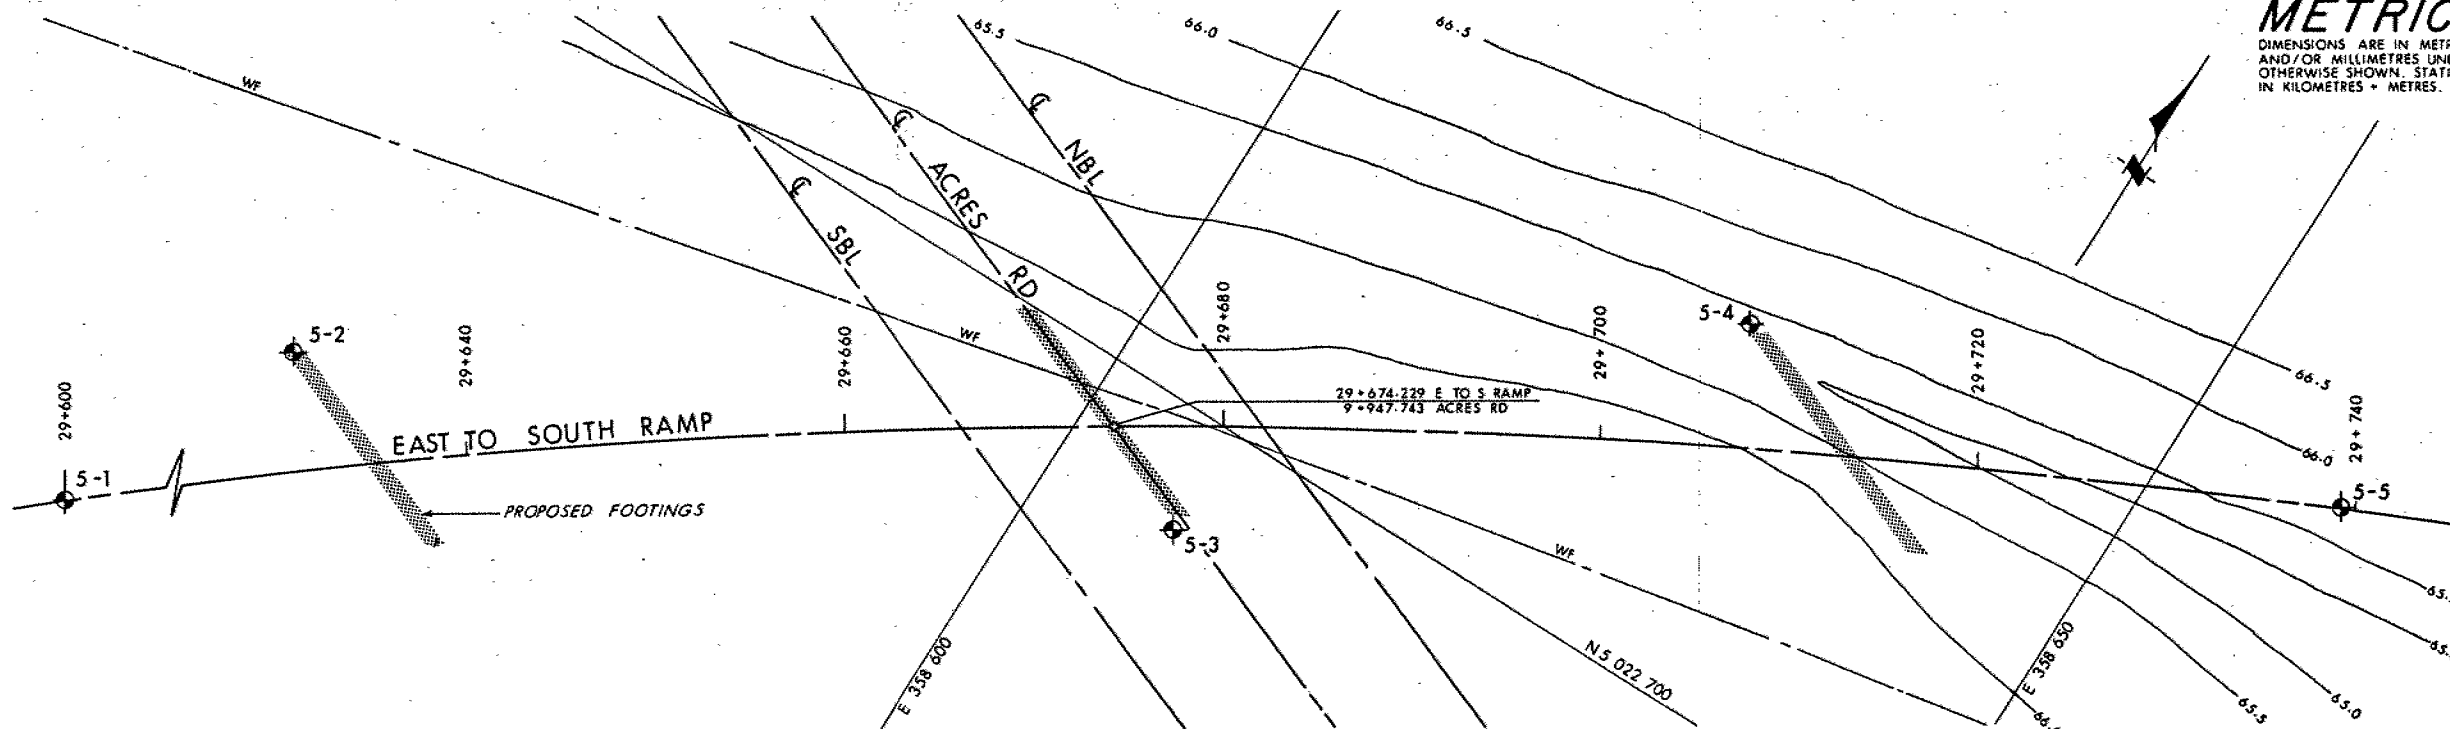 METRIC
DIMENSIONS ARE IN
AND/OR MILLIMETRES
OTHERWISE SHOWN.
IN KILOMETRES + METRES.
65.5
66.0
66.5
WF
℄
℄
℄
NBL
ACRES
RD
SBL
29+680
29+700
5-4
29+720
5-2
29+640
29+660
WF
29+600
29+674.229 E TO S RAMP
9+947.743 ACRES RD
66.5
29+740
66.0
EAST TO SOUTH RAMP
5-1
PROPOSED FOOTINGS
5-3
5-5
WF
E 358 600
N 5 022 700
E 358 650
65.5
65.0